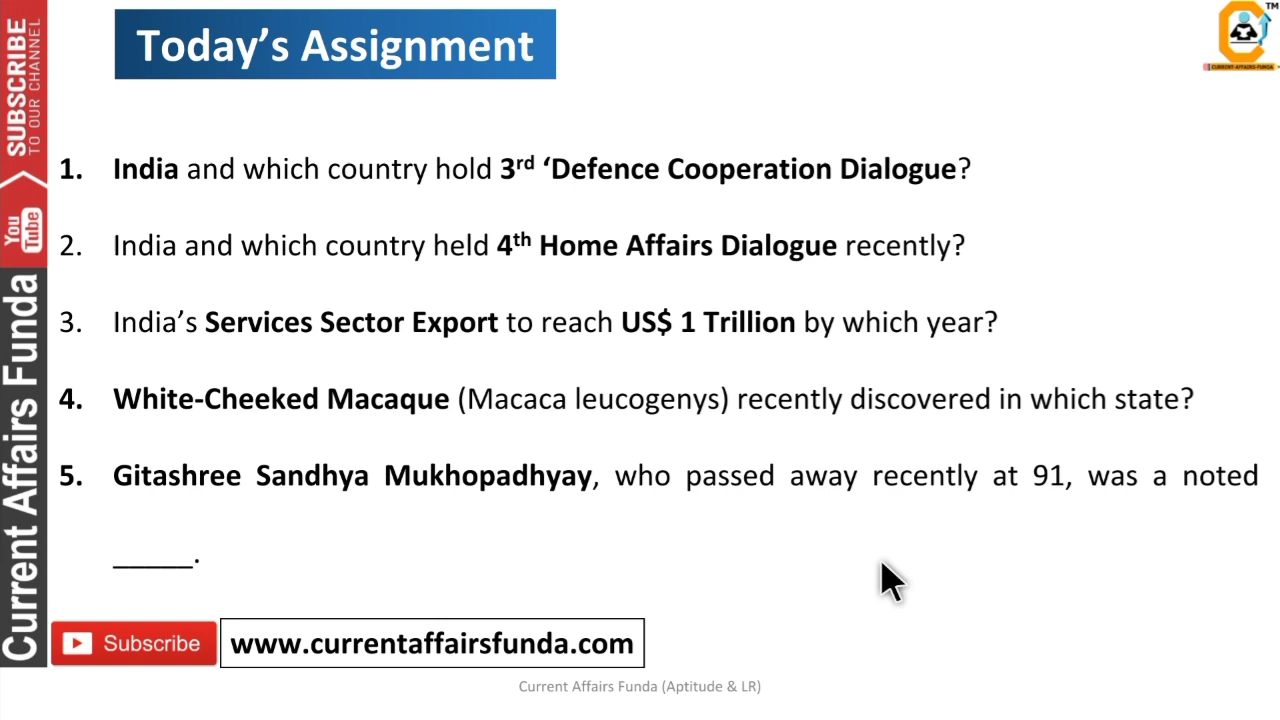 Today’s Assignment
TM
CURRENT AFFAIRS FUNDA
SUBSCRIBE
TO OUR CHANNEL
You
Tube
Current Affairs Funda
1. India and which country hold 3rd ‘Defence Cooperation Dialogue?
2. India and which country held 4th Home Affairs Dialogue recently?
3. India’s Services Sector Export to reach US$ 1 Trillion by which year?
4. White-Cheeked Macaque (Macaca leucogenys) recently discovered in which state?
5. Gitashree Sandhya Mukhopadhyay, who passed away recently at 91, was a noted
_____.
Subscribe
www.currentaffairsfunda.com
Current Affairs Funda (Aptitude & LR)